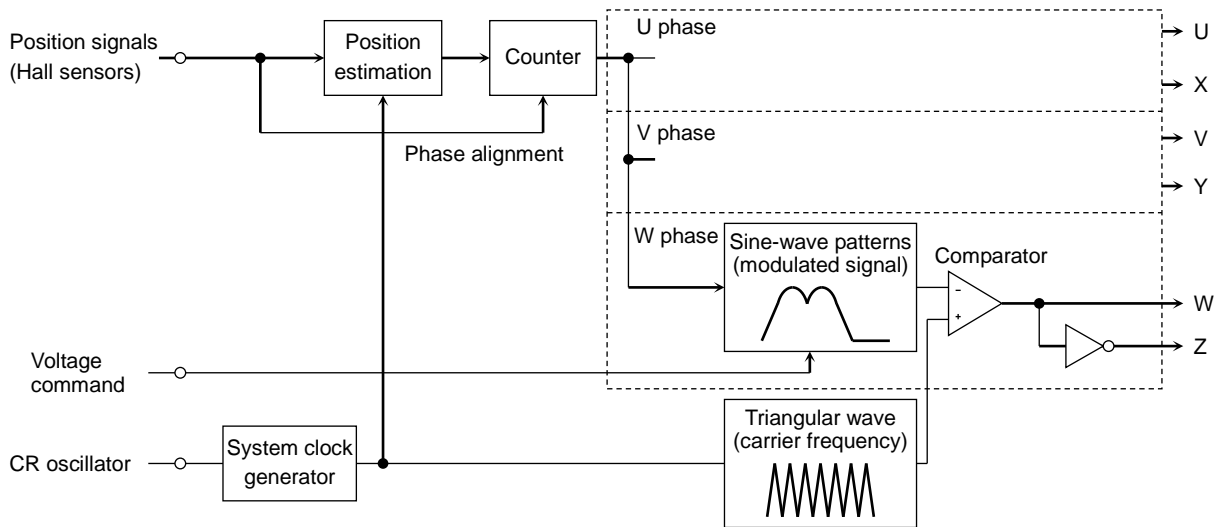 Position signals
(Hall sensors)
Position
estimation
Counter
Phase alignment
U phase
U
X
V phase
V
Y
W phase
Sine-wave patterns
(modulated signal)
Comparator
−
+
W
Z
Voltage
command
CR oscillator
System clock
generator
Triangular wave
(carrier frequency)